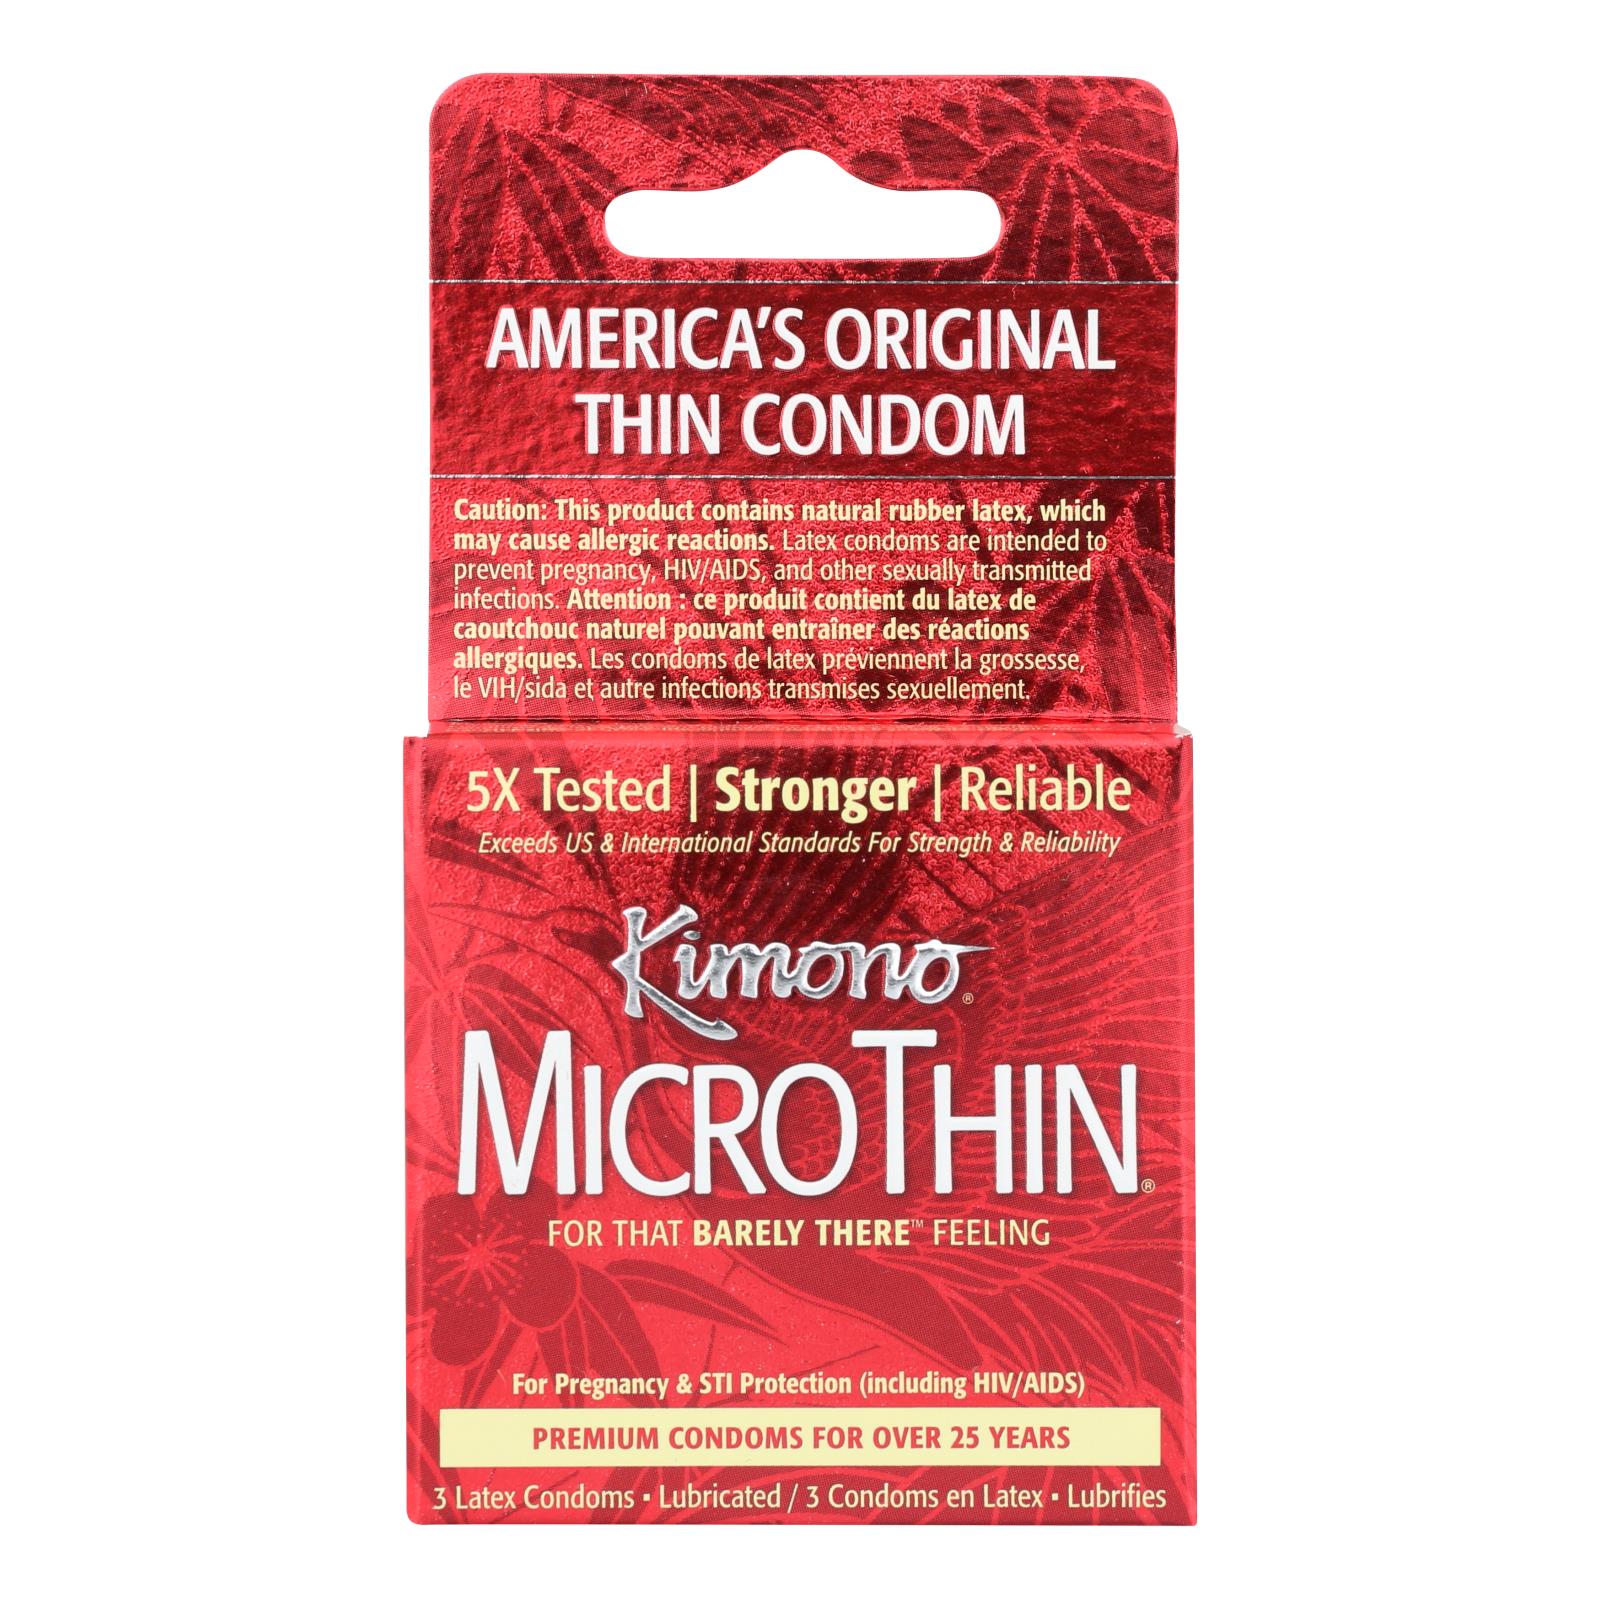 AMERICA'S ORIGINAL
THIN CONDOM
Caution: This product contains natural rubber latex, which
may cause allergic reactions. Latex condoms are intended to
prevent pregnancy, HIV/AIDS, and other sexually transmitted
infections. Attention : ce produit contient du latex de
caoutchouc naturel pouvant entraîner des réactions
allergiques. Les condoms de latex préviennent la grossesse,
le VIH/sida et autre infections transmises sexuellement.
5X Tested | Stronger | Reliable
Exceeds US & International Standards For Strength & Reliability
Kimono®
MICROTHIN®
FOR THAT BARELY THERE™ FEELING
For Pregnancy & STI Protection (including HIV/AIDS)
PREMIUM CONDOMS FOR OVER 25 YEARS
3 Latex Condoms ▪ Lubricated / 3 Condoms en Latex ▪ Lubrifies